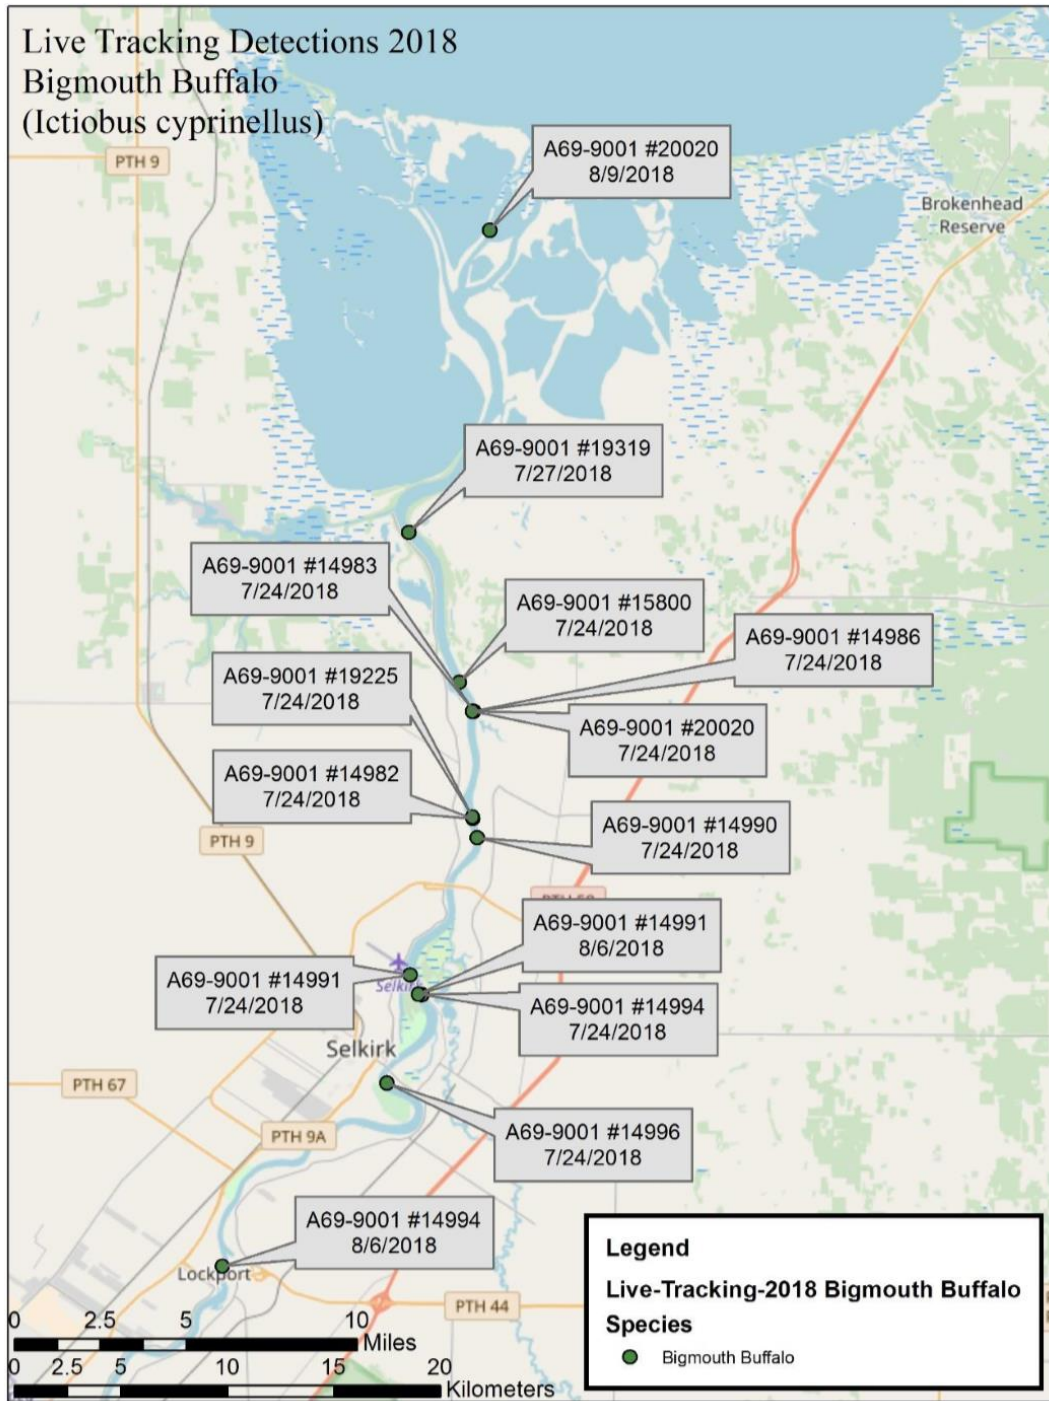 Live Tracking Detections 2018
Bigmouth Buffalo
(Ictiobus cyprinellus)
PTH 9
A69-9001 #20020
8/9/2018
Brokenhead
Reserve
A69-9001 #19319
7/27/2018
A69-9001 #14983
7/24/2018
A69-9001 #15800
7/24/2018
A69-9001 #14986
7/24/2018
A69-9001 #19225
7/24/2018
A69-9001 #20020
7/24/2018
A69-9001 #14982
7/24/2018
A69-9001 #14990
7/24/2018
PTH 9
A69-9001 #14991
8/6/2018
A69-9001 #14991
7/24/2018
Selkirk
A69-9001 #14994
7/24/2018
Selkirk
PTH 67
A69-9001 #14996
7/24/2018
PTH 9A
A69-9001 #14994
8/6/2018
Lockport
PTH 44
0 2.5 5 10
Miles
0 2.5 5 10 15 20
Kilometers
Legend
Live-Tracking-2018 Bigmouth Buffalo
Species
Bigmouth Buffalo